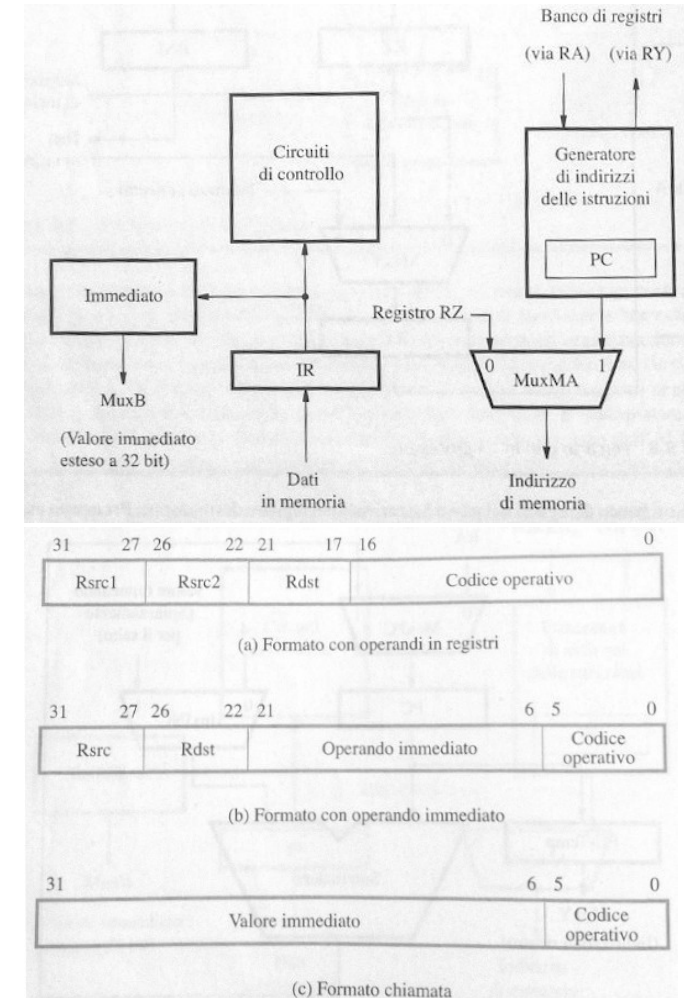 Banco di registri
(via RA) (via RY)
Circuiti
di controllo
Generatore
di indirizzi
delle istruzioni
PC
Immediato
Registro RZ
IR
0 1
MuxMA
MuxB
(Valore immediato
esteso a 32 bit)
Dati
in memoria
Indirizzo
di memoria
31 27 26 22 21 17 16 0
Rsrc1 Rsrc2 Rdst Codice operativo
(a) Formato con operandi in registri
31 27 26 22 21 6 5 0
Rsrc Rdst Operando immediato Codice
operativo
(b) Formato con operando immediato
31 6 5 0
Valore immediato Codice
operativo
(c) Formato chiamata